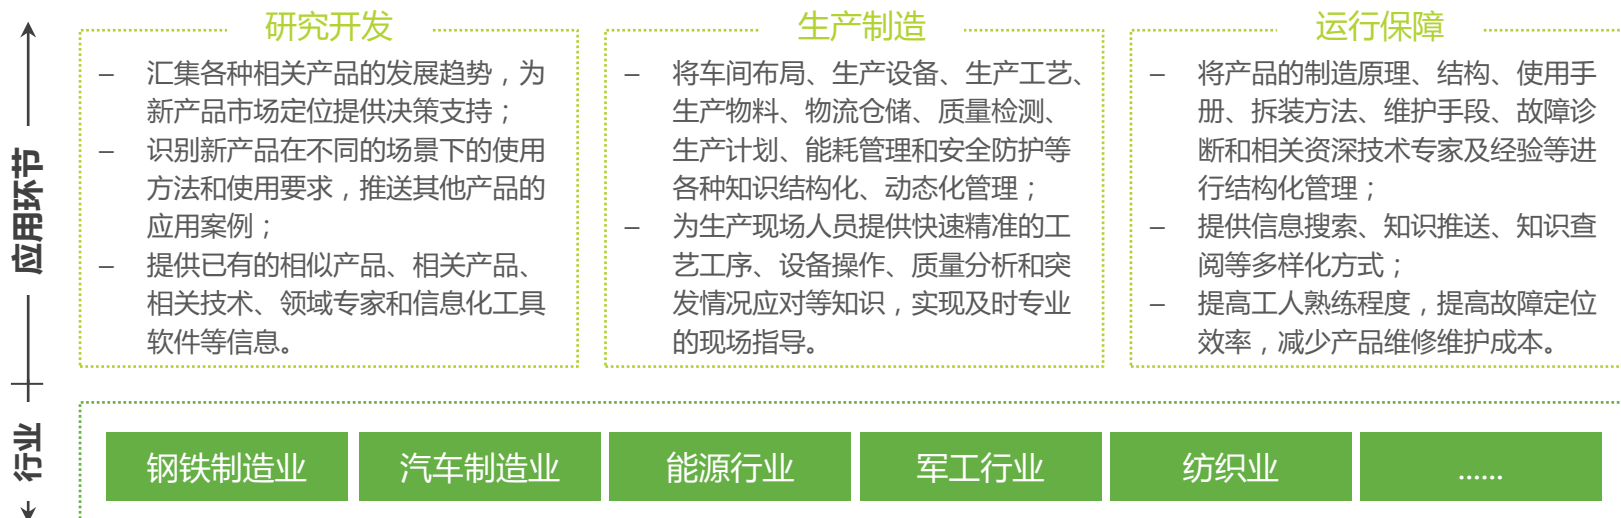 应用环节
研究开发
– 汇集各种相关产品的发展趋势，为
新产品市场定位提供决策支持；
– 识别新产品在不同的场景下的使用
方法和使用要求，推送其他产品的
应用案例；
– 提供已有的相似产品、相关产品、
相关技术、领域专家和信息化工具
软件等信息。
生产制造
– 将车间布局、生产设备、生产工艺、
生产物料、物流仓储、质量检测、
生产计划、能耗管理和安全防护等
各种知识结构化、动态化管理；
– 为生产现场人员提供快速精准的工
艺工序、设备操作、质量分析和突
发情况应对等知识，实现及时专业
的现场指导。
运行保障
– 将产品的制造原理、结构、使用手
册、拆装方法、维护手段、故障诊
断和相关资深技术专家及经验等进
行结构化管理；
– 提供信息搜索、知识推送、知识查
阅等多样化方式；
– 提高工人熟练程度，提高故障定位
效率，减少产品维修维护成本。
行业
钢铁制造业
汽车制造业
能源行业
军工行业
纺织业
......